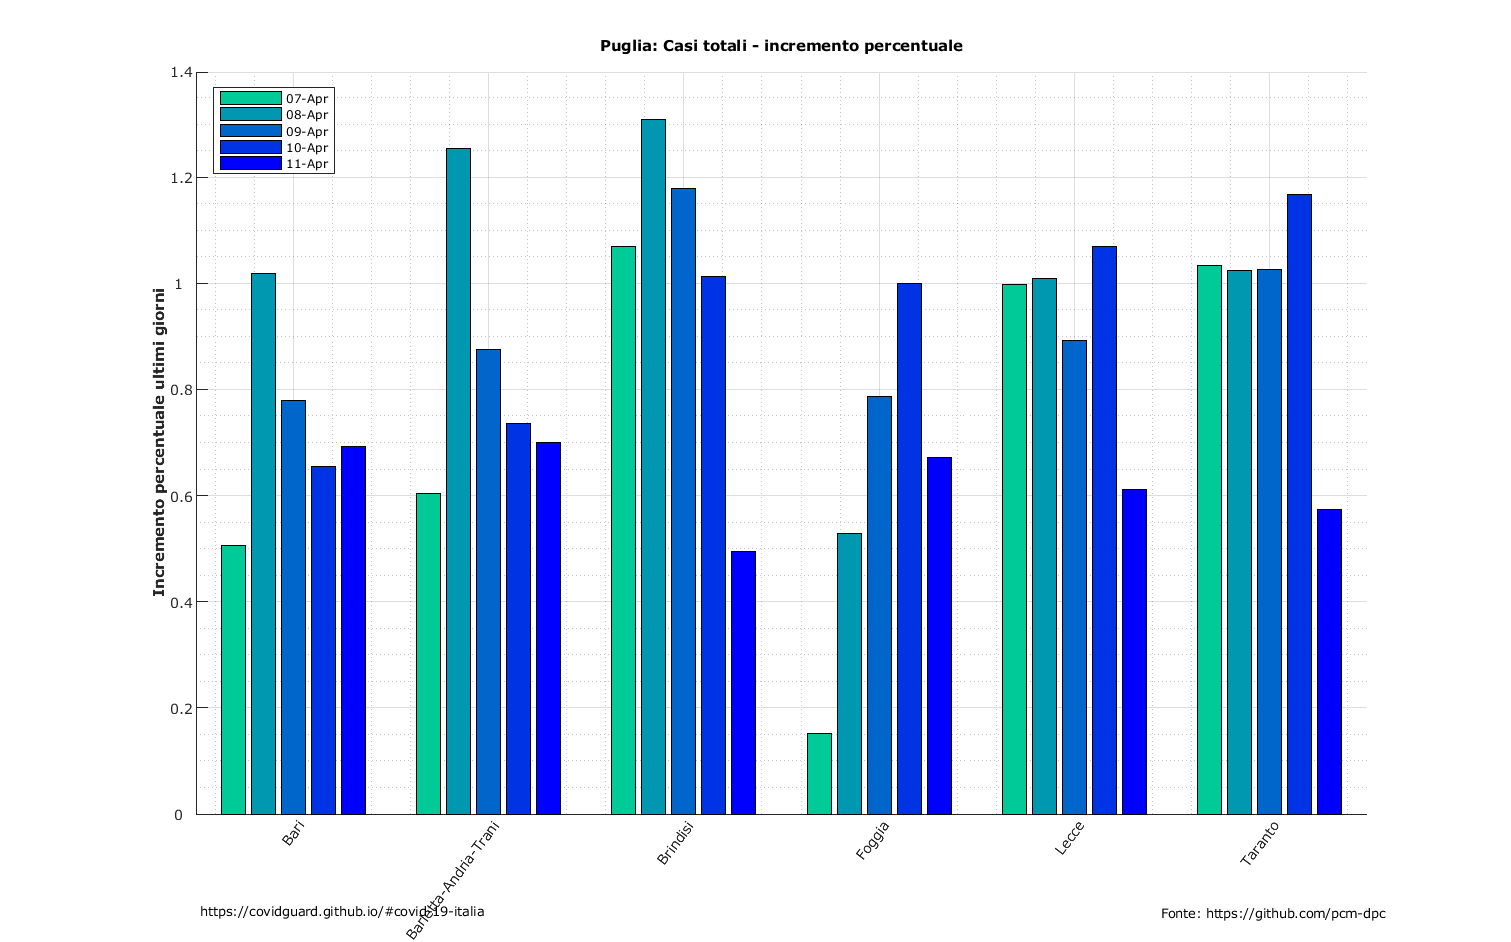 Puglia: Casi totali - incremento percentuale
Incremento percentuale ultimi giorni
1.4
1.2
1
0.8
0.6
0.4
0.2
0
07-Apr
08-Apr
09-Apr
10-Apr
11-Apr
Bari
Barletta-Andria-Trani
Brindisi
Foggia
Lecce
Taranto
https://covidguard.github.io/#covid-19-italia
Fonte: https://github.com/pcm-dpc